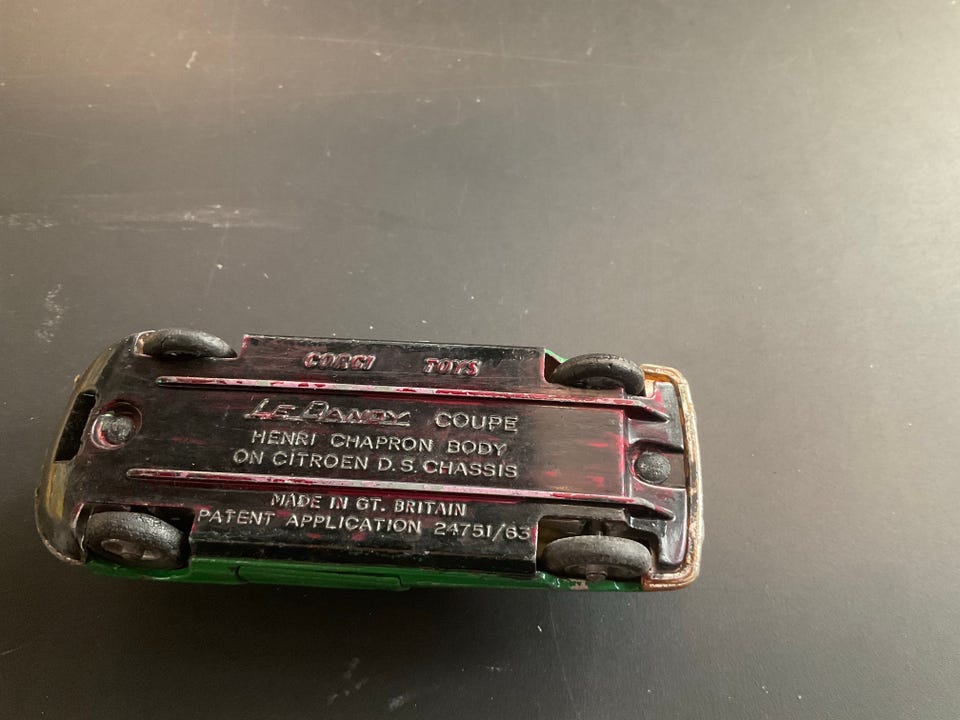 CORGI TOYS
Le Dandy COUPE
HENRI CHAPRON BODY
ON CITROEN D.S. CHASSIS
MADE IN GT. BRITAIN
PATENT APPLICATION 24751/63